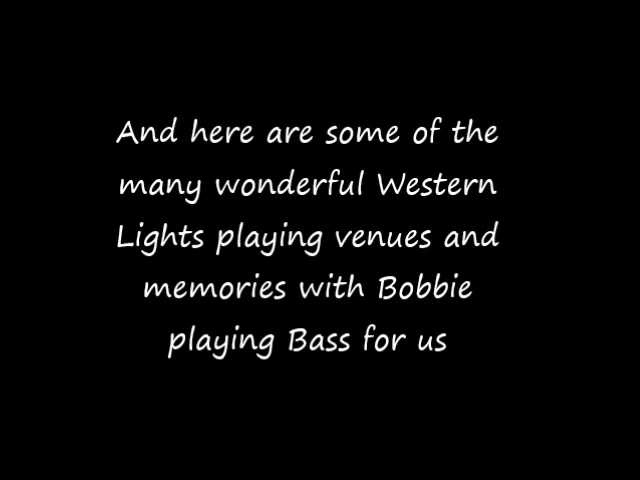 And here are some of the
many wonderful Western
Lights playing venues and
memories with Bobbie
playing Bass for us